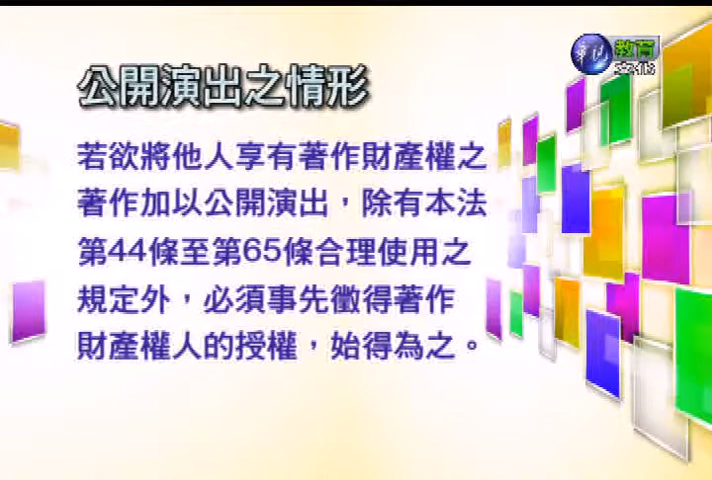 華視
教育
文化
公開演出之情形
若欲將他人享有著作財產權之
著作加以公開演出，除有本法
第44條至第65條合理使用之
規定外，必須事先徵得著作
財產權人的授權，始得為之。